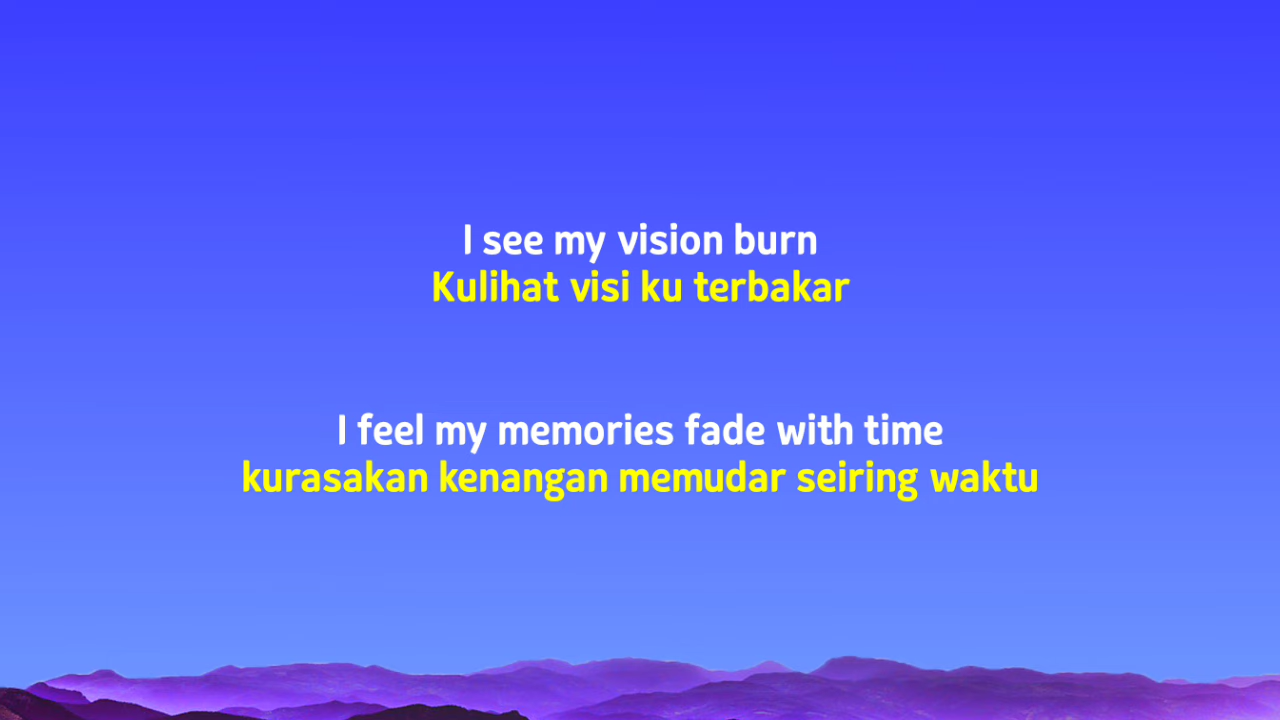 I see my vision burn
Kulihat visi ku terbakar
I feel my memories fade with time
kurasakan kenangan memudar seiring waktu